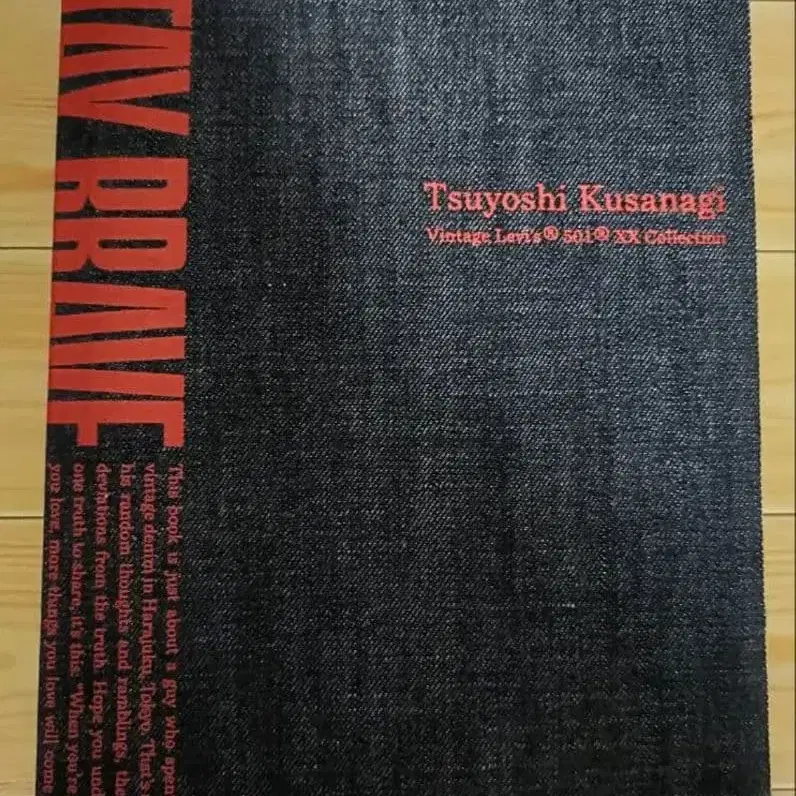 TAY BRAVE
Tsuyoshi Kusanagi
Vintage Levi's® 501® XX Collection
This book is just about a guy who spen
vintage denim in Harajuku, Tokyo. That's
his random thoughts and ramblings, the
deviations from the truth. Hope you und
one truth to share, it's this: "When you're
you love, more things you love will come